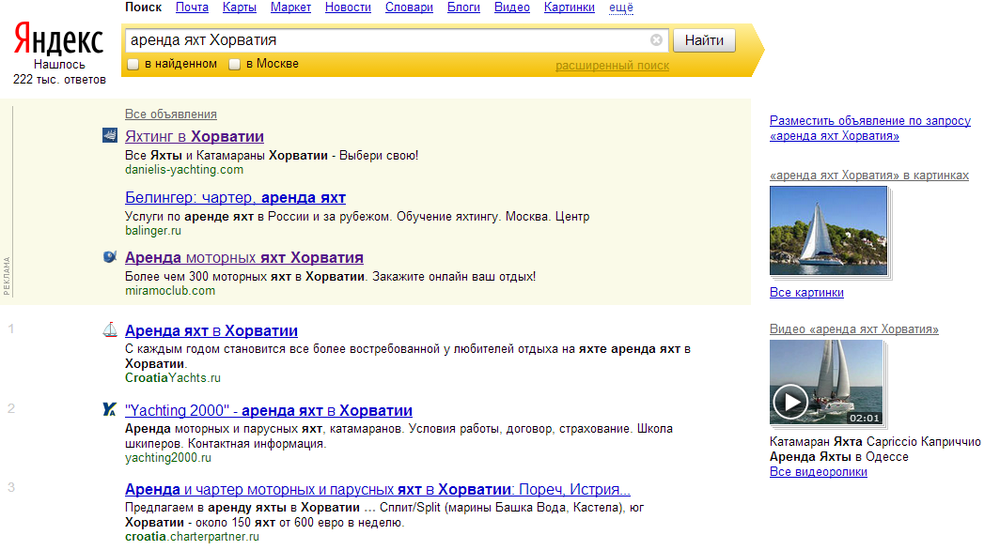 Поиск Почта Карты Маркет Новости Словари Блоги Видео Картинки ещё
Яндекс
Нашлось
222 тыс. ответов
аренда яхт Хорватия
Найти
в найденном в Москве
расширенный поиск
РЕКЛАМА
Все объявления
Яхтинг в Хорватии
Все Яхты и Катамараны Хорватии - Выбери свою!
danielis-yachting.com
Белингер: чартер, аренда яхт
Услуги по аренде яхт в России и за рубежом. Обучение яхтингу. Москва. Центр
balinger.ru
Аренда моторных яхт Хорватия
Более чем 300 моторных яхт в Хорватии. Закажите онлайн ваш отдых!
miramoclub.com
1
Аренда яхт в Хорватии
С каждым годом становится все более востребованной у любителей отдыха на яхте аренда яхт в
Хорватии.
CroatiaYachts.ru
2
"Yachting 2000" - аренда яхт в Хорватии
Аренда моторных и парусных яхт, катамаранов. Условия работы, договор, страхование. Школа
шкиперов. Контактная информация.
yachting2000.ru
3
Аренда и чартер моторных и парусных яхт в Хорватии: Пореч, Истрия...
Предлагаем в аренду яхты в Хорватии ... Сплит/Split (марины Башка Вода, Кастела), юг
Хорватии - около 150 яхт от 600 евро в неделю.
croatia.charterpartner.ru
Разместить объявление по запросу
«аренда яхт Хорватия»
«аренда яхт Хорватия» в картинках
Все картинки
Видео «аренда яхт Хорватия»
02:01
Катамаран Яхта Capriccio Каприччио
Аренда Яхты в Одессе
Все видеоролики